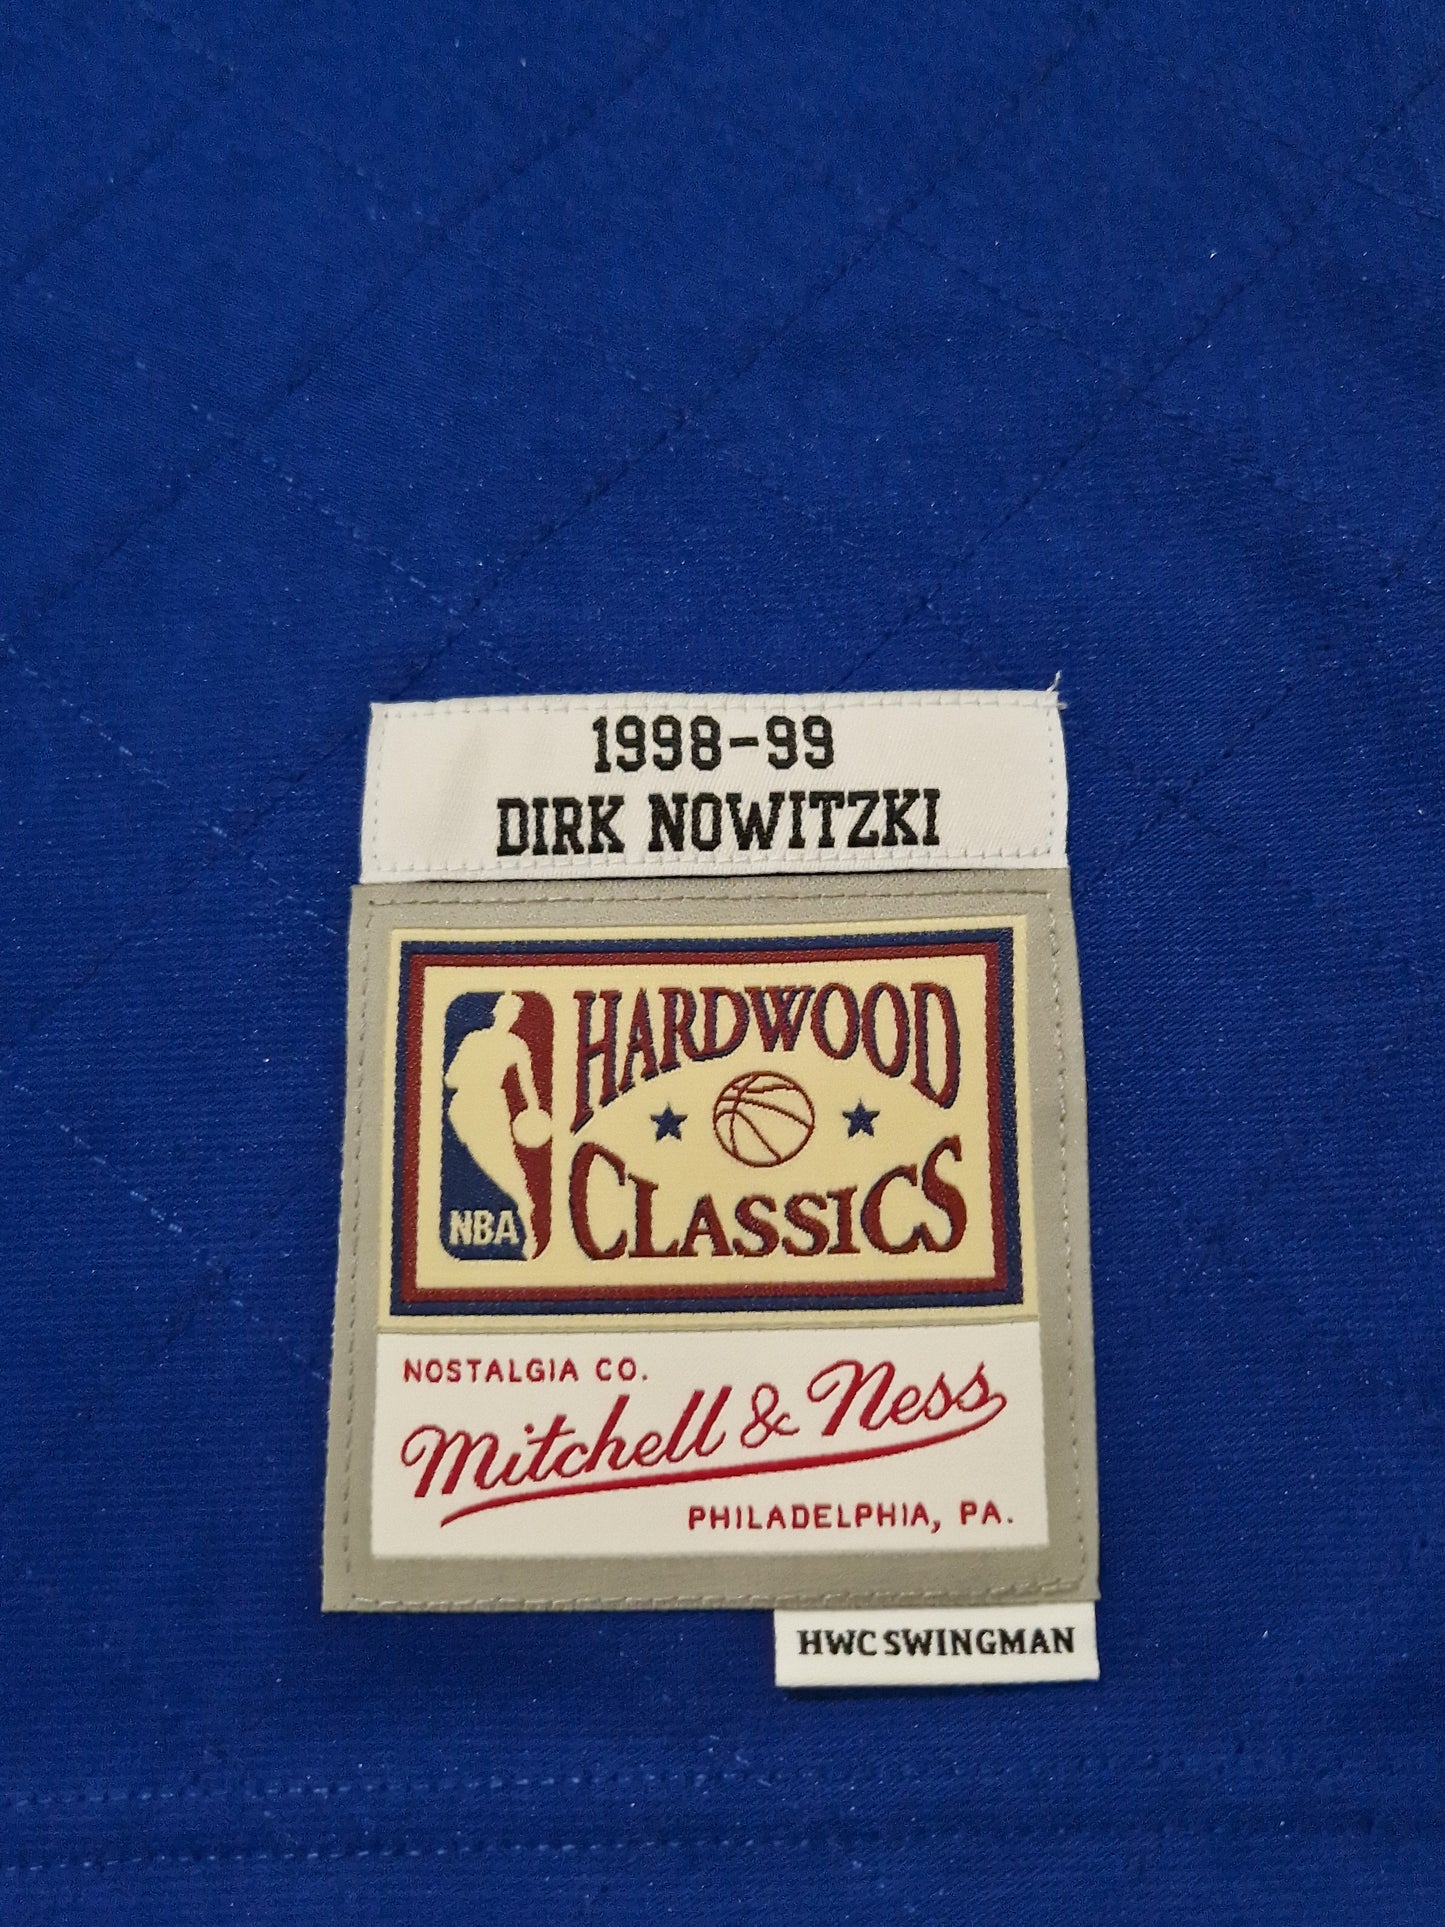 1998-99
DIRK NOWITZKI
HARDWOOD
CLASSICS
NBA
NOSTALGIA CO.
Mitchell & Ness
PHILADELPHIA, PA.
HWC SWINGMAN